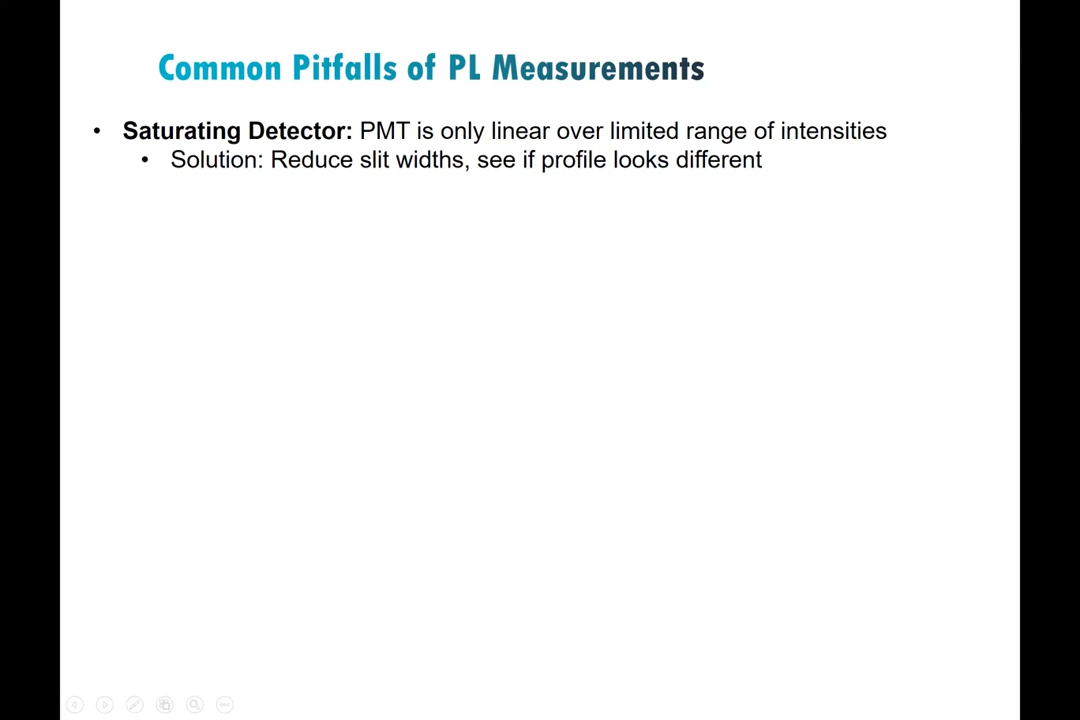 Common Pitfalls of PL Measurements
• Saturating Detector: PMT is only linear over limited range of intensities
• Solution: Reduce slit widths, see if profile looks different